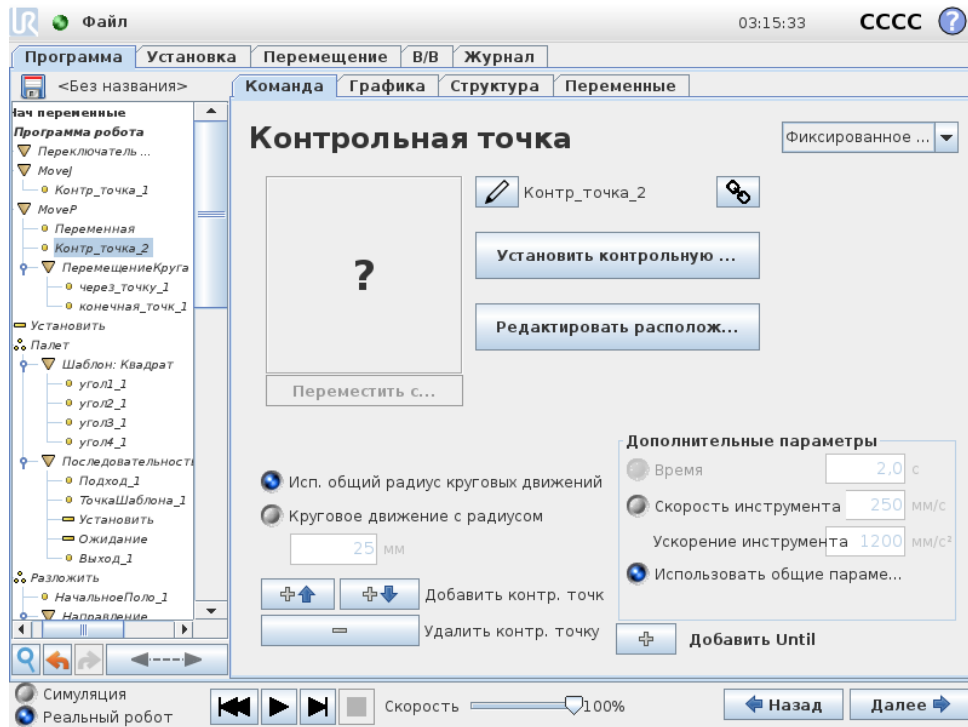 Файл 03:15:33 CCCC ?
Программа Установка Перемещение В/В Журнал
<Без названия> Команда Графика Структура Переменные
Нач переменные
Программа робота
Переключатель ...
MoveJ
Контр_точка_1
MoveP
Переменная
Контр_точка_2
ПеремещениеКруга
через_точку_1
конечная_точк_1
Установить
Палет
Шаблон: Квадрат
угол1_1
угол2_1
угол3_1
угол4_1
Последовательность
Подход_1
ТочкаШаблона_1
Установить
Ожидание
Выход_1
Разложить
НачальноеПоло_1
Направление
Контрольная точка
Фиксированное ...
?
Контр_точка_2
Установить контрольную ...
Редактировать располож...
Переместить с...
Исп. общий радиус круговых движений
Круговое движение с радиусом
25 мм
Добавить контр. точк
Удалить контр. точку
Дополнительные параметры
Время 2,0 с
Скорость инструмента 250 мм/с
Ускорение инструмента 1200 мм/с²
Использовать общие параме...
Добавить Until
Симуляция
Реальный робот
Скорость 100%
Назад Далее